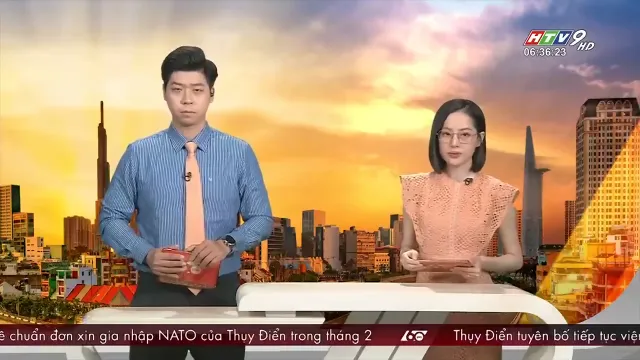 HTV9 HD
06:36:23
ê chuẩn đơn xin gia nhập NATO của Thụy Điển trong tháng 2
60 Thụy Điển tuyên bố tiếp tục việ